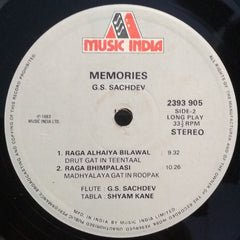 MUSIC INDIA
MEMORIES
G.S. SACHDEV
2393 905
SIDE-2
LONG PLAY
33⅓ RPM
STEREO
℗ 1983
MUSIC INDIA LTD.
1. RAGA ALHAIYA BILAWAL 9.32
DRUT GAT IN TEENTAAL
2. RAGA BHIMPALASI 10.26
MADHYALAYA GAT IN ROOPAK
FLUTE : G.S. SACHDEV
TABLA : SHYAM KANE
MFD. IN INDIA BY MUSIC INDIA LTD.